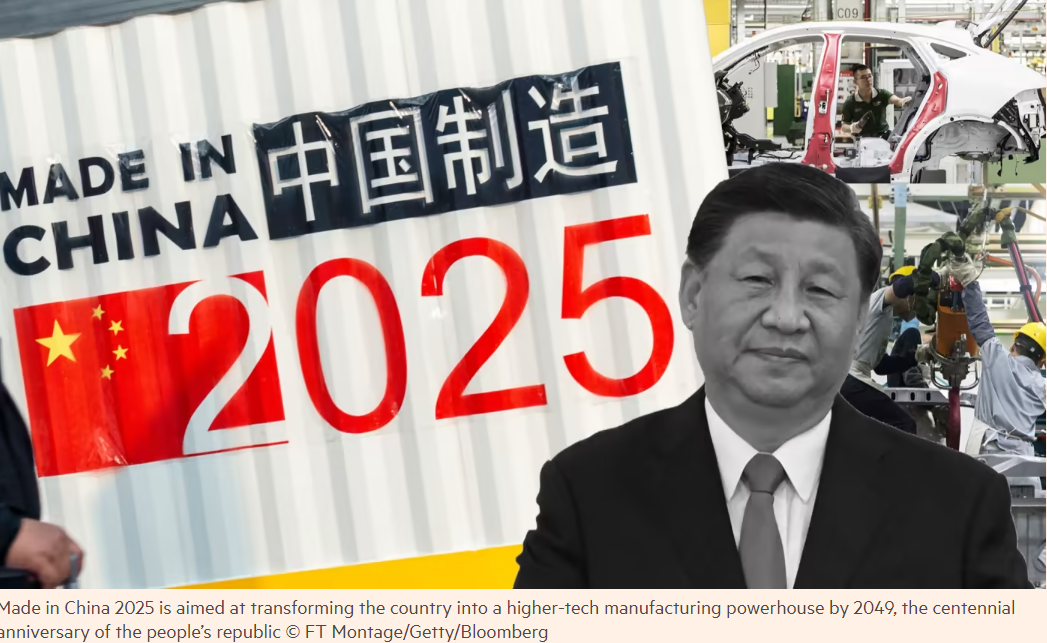 C09
MADE IN 中国制造
CHINA
2025
Made in China 2025 is aimed at transforming the country into a higher-tech manufacturing powerhouse by 2049, the centennial
anniversary of the people’s republic © FT Montage/Getty/Bloomberg